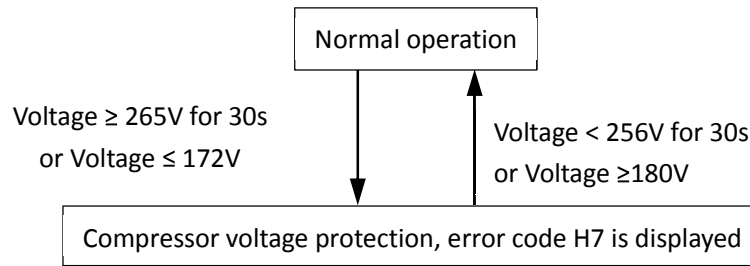 Normal operation
Voltage ≥ 265V for 30s
or Voltage ≤ 172V
Voltage < 256V for 30s
or Voltage ≥180V
Compressor voltage protection, error code H7 is displayed